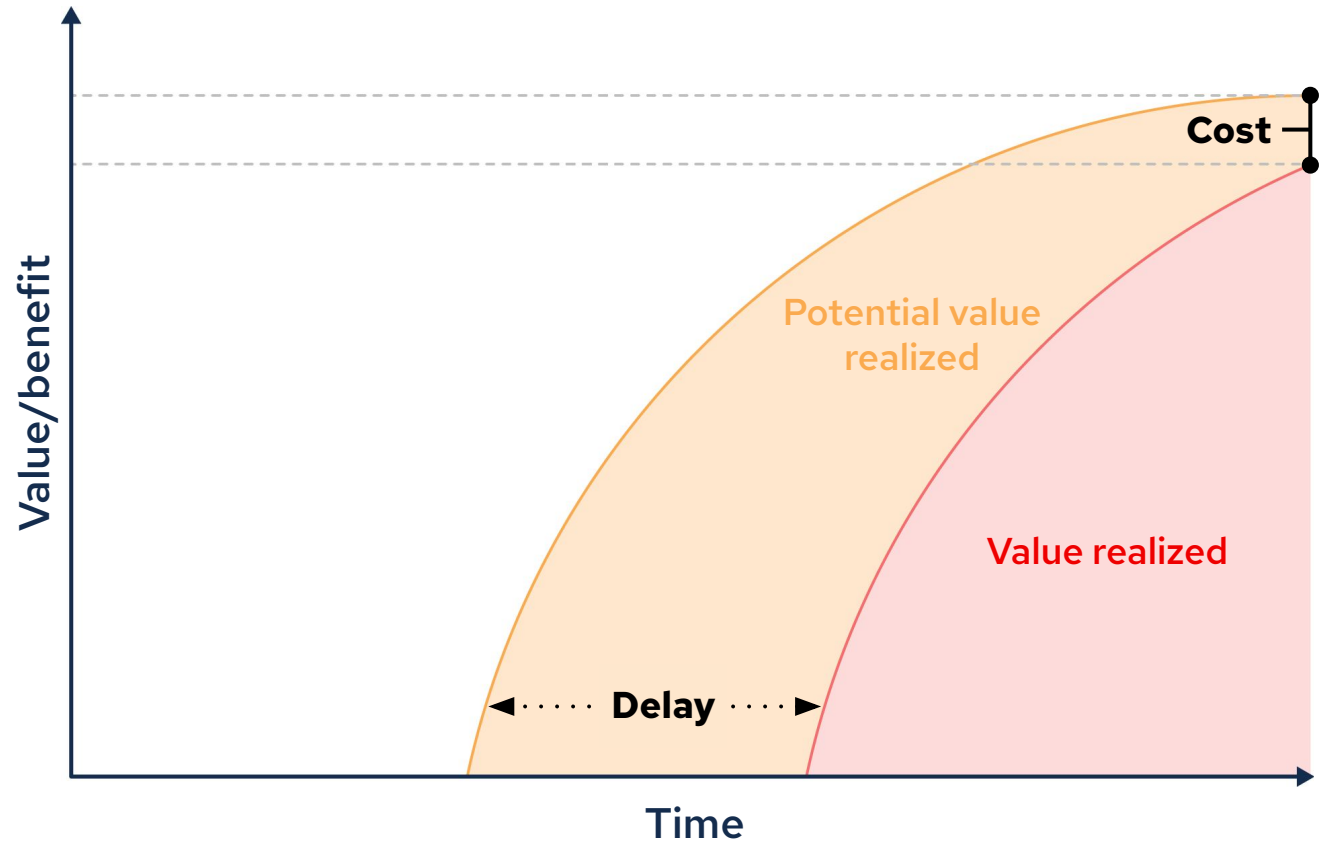 Cost
Potential value
realized
Value/benefit
Value realized
Delay
Time